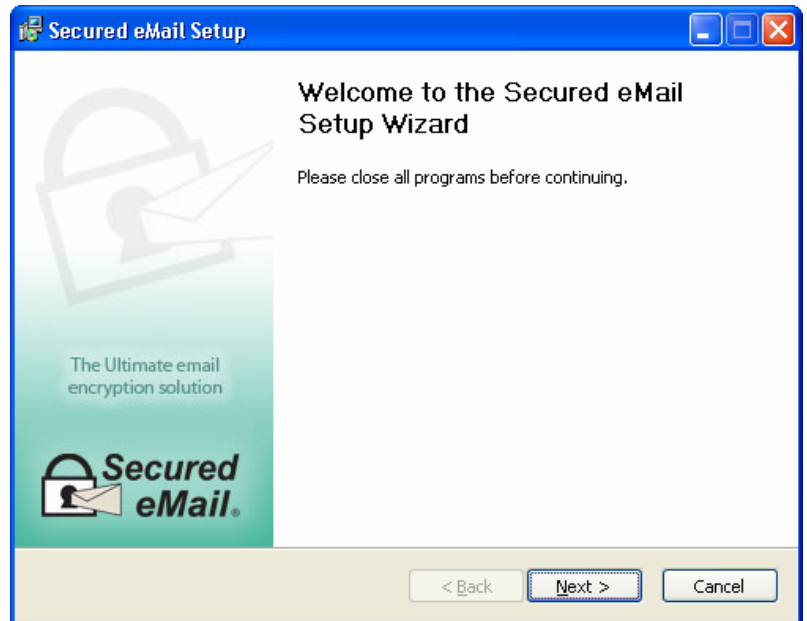 Secured eMail Setup
Welcome to the Secured eMail
Setup Wizard
Please close all programs before continuing.
The Ultimate email
encryption solution
Secured
eMail®
< Back
Next >
Cancel